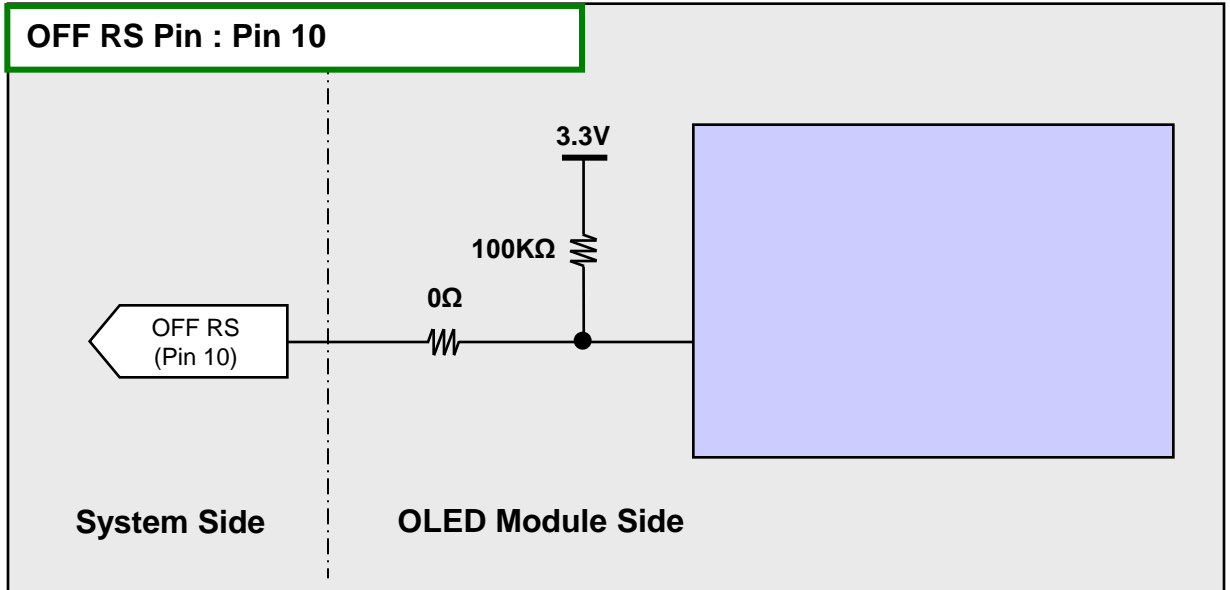 OFF RS Pin : Pin 10
3.3V
100KΩ
0Ω
OFF RS
(Pin 10)
System Side
OLED Module Side